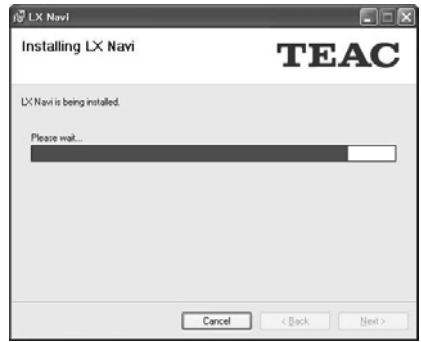 LX Navi
Installing LX Navi
TEAC
LX Navi is being installed.
Please wait...
Cancel
< Back
Next >